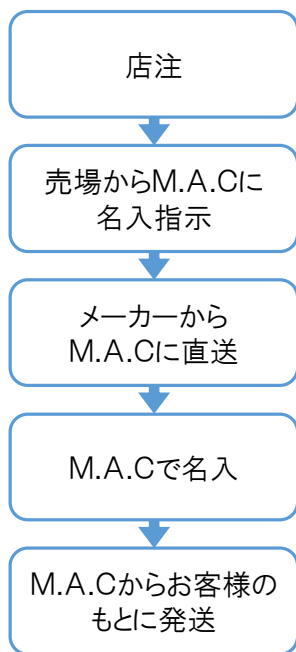 店注
売場からM.A.Cに
名入指示
メーカーから
M.A.Cに直送
M.A.Cで名入
M.A.Cからお客様の
もとに発送